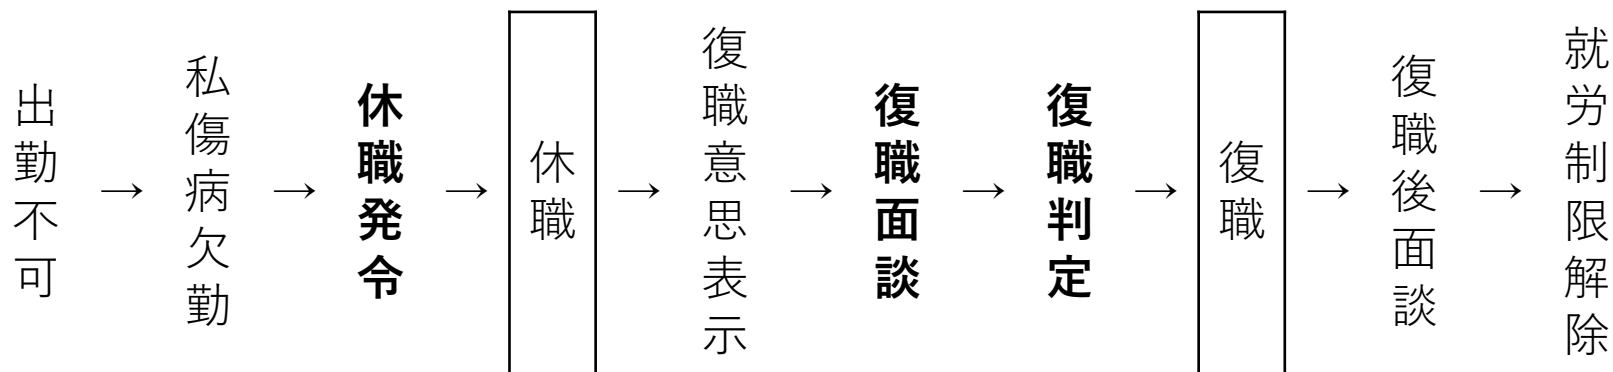 出勤不可
→
私傷病欠勤
→
休職発令
→
休職
→
復職意思表示
→
復職面談
→
復職判定
→
復職
→
復職後面談
→
就労制限解除